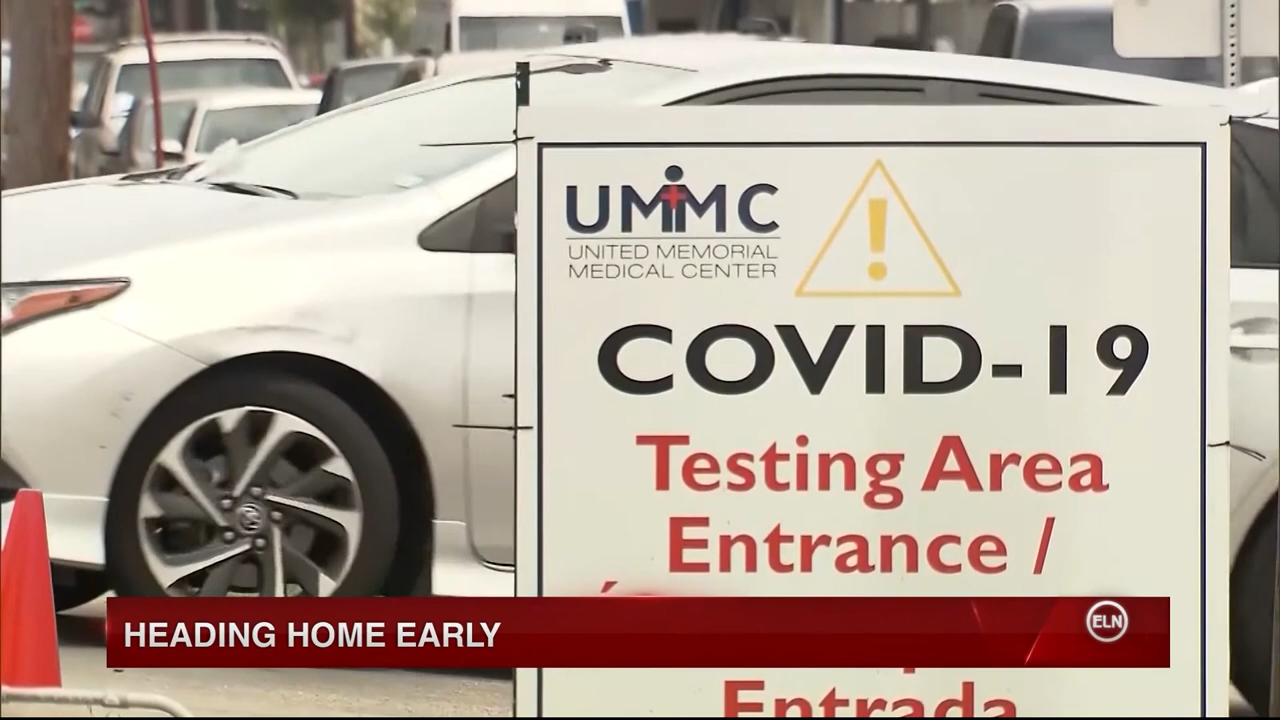 UMMC
UNITED MEMORIAL
MEDICAL CENTER
!
COVID-19
Testing Area
Entrance /
Entrada
HEADING HOME EARLY
ELN